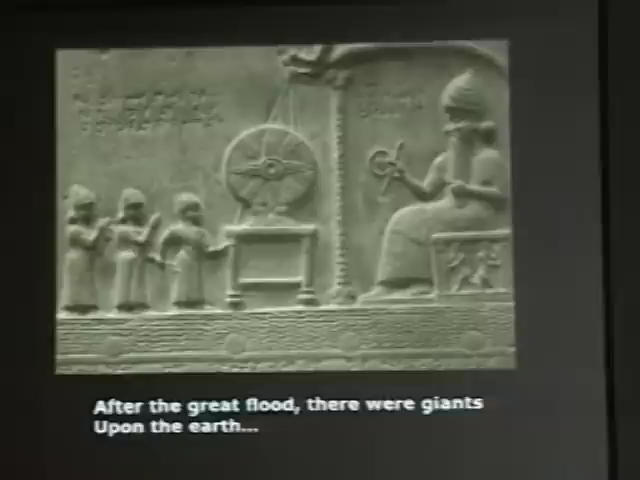 After the great flood, there were giants
Upon the earth...